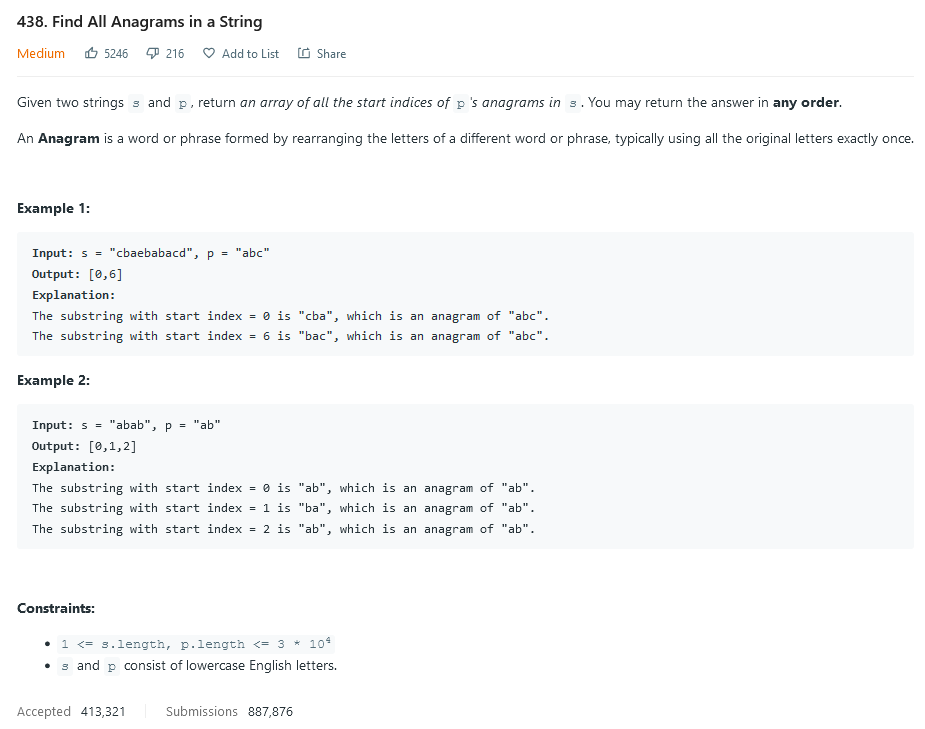 438. Find All Anagrams in a String
Medium 5246 216 Add to List Share
Given two strings s and p, return an array of all the start indices of p's anagrams in s. You may return the answer in any order.
An Anagram is a word or phrase formed by rearranging the letters of a different word or phrase, typically using all the original letters exactly once.
Example 1:
Input: s = "cbaebabacd", p = "abc"
Output: [0,6]
Explanation:
The substring with start index = 0 is "cba", which is an anagram of "abc".
The substring with start index = 6 is "bac", which is an anagram of "abc".
Example 2:
Input: s = "abab", p = "ab"
Output: [0,1,2]
Explanation:
The substring with start index = 0 is "ab", which is an anagram of "ab".
The substring with start index = 1 is "ba", which is an anagram of "ab".
The substring with start index = 2 is "ab", which is an anagram of "ab".
Constraints:
• 1 <= s.length, p.length <= 3 * 10⁴
• s and p consist of lowercase English letters.
Accepted 413,321 Submissions 887,876